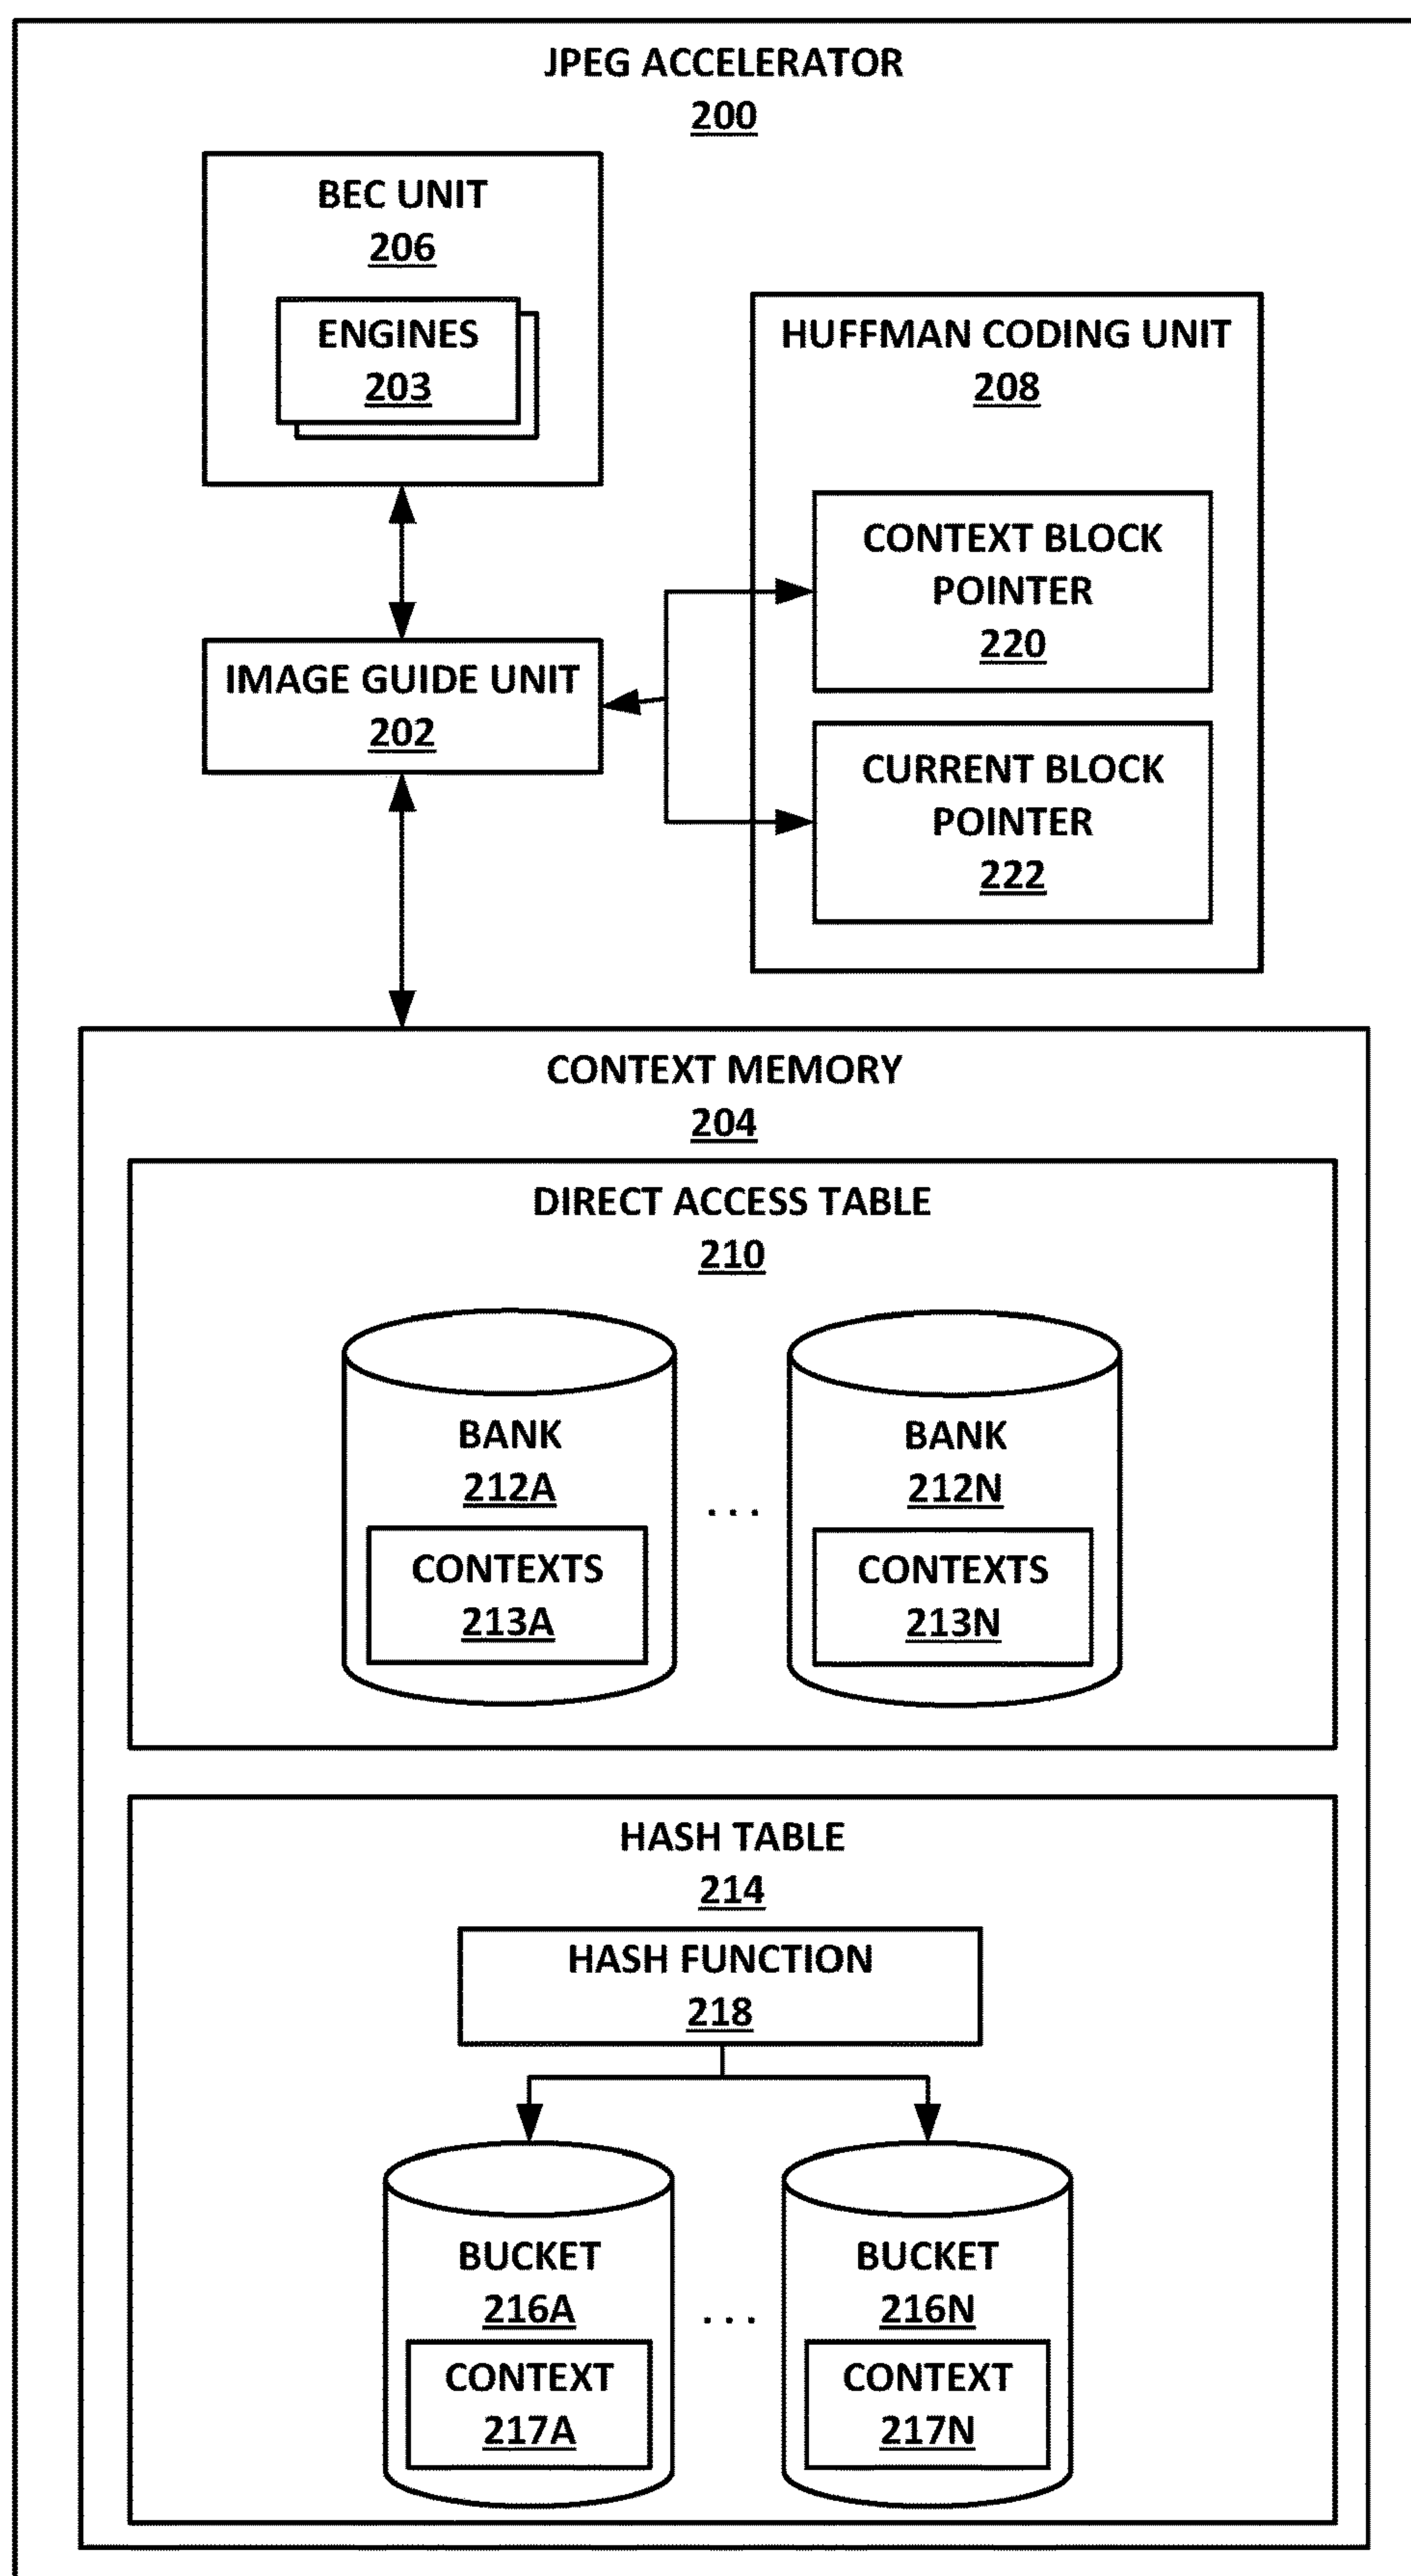 JPEG ACCELERATOR
200
BEC UNIT
206
ENGINES
203
HUFFMAN CODING UNIT
208
CONTEXT BLOCK
POINTER
220
IMAGE GUIDE UNIT
202
CURRENT BLOCK
POINTER
222
CONTEXT MEMORY
204
DIRECT ACCESS TABLE
210
BANK
212A
CONTEXTS
213A
. . .
BANK
212N
CONTEXTS
213N
HASH TABLE
214
HASH FUNCTION
218
BUCKET
216A
CONTEXT
217A
. . .
BUCKET
216N
CONTEXT
217N